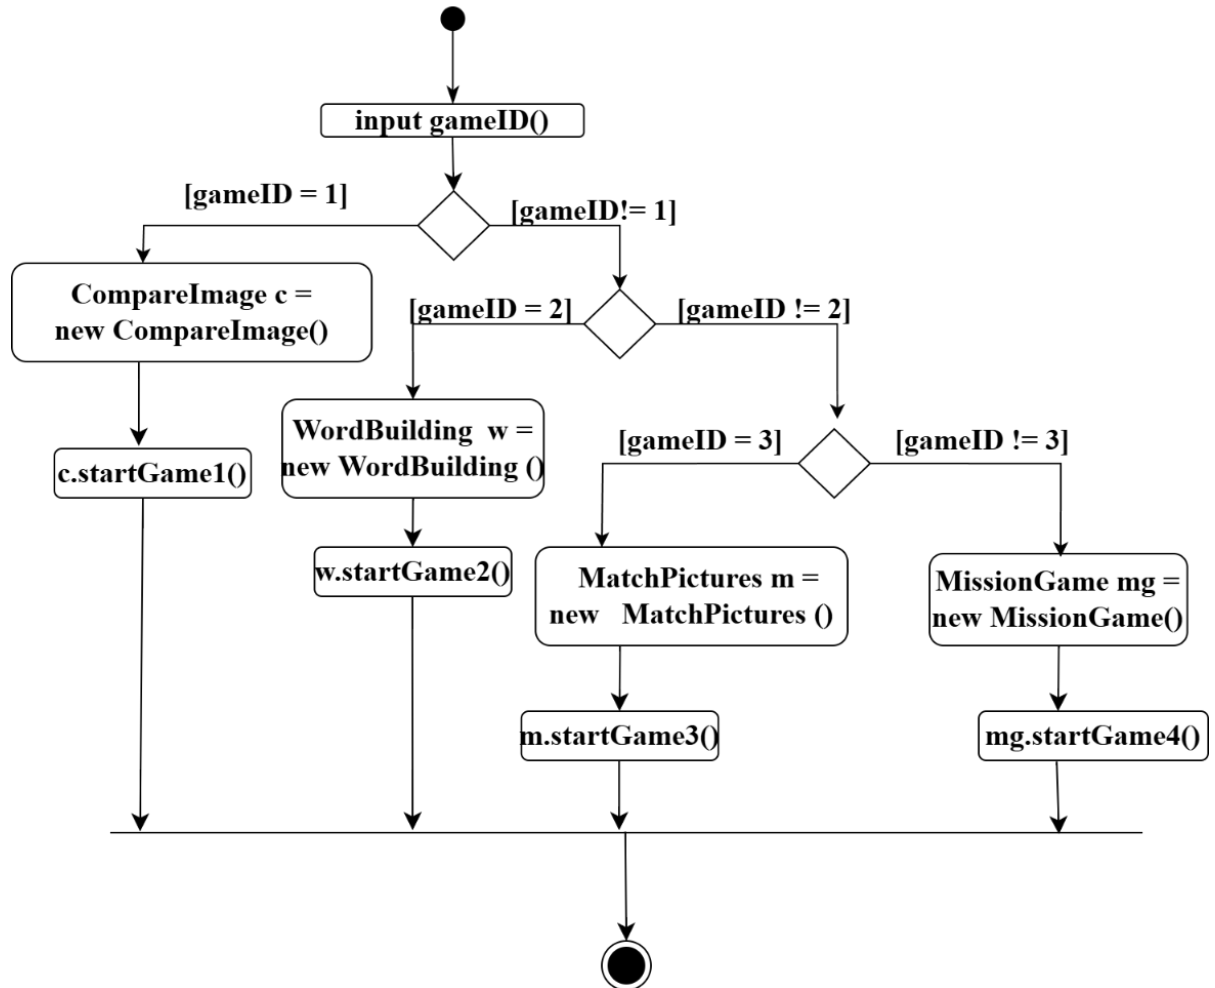 input gameID()
[gameID = 1]
[gameID!= 1]
CompareImage c =
new CompareImage()
[gameID = 2]
[gameID != 2]
WordBuilding  w =
new WordBuilding ()
[gameID = 3]
[gameID != 3]
c.startGame1()
w.startGame2()
MatchPictures m =
new   MatchPictures ()
MissionGame mg =
new MissionGame()
m.startGame3()
mg.startGame4()